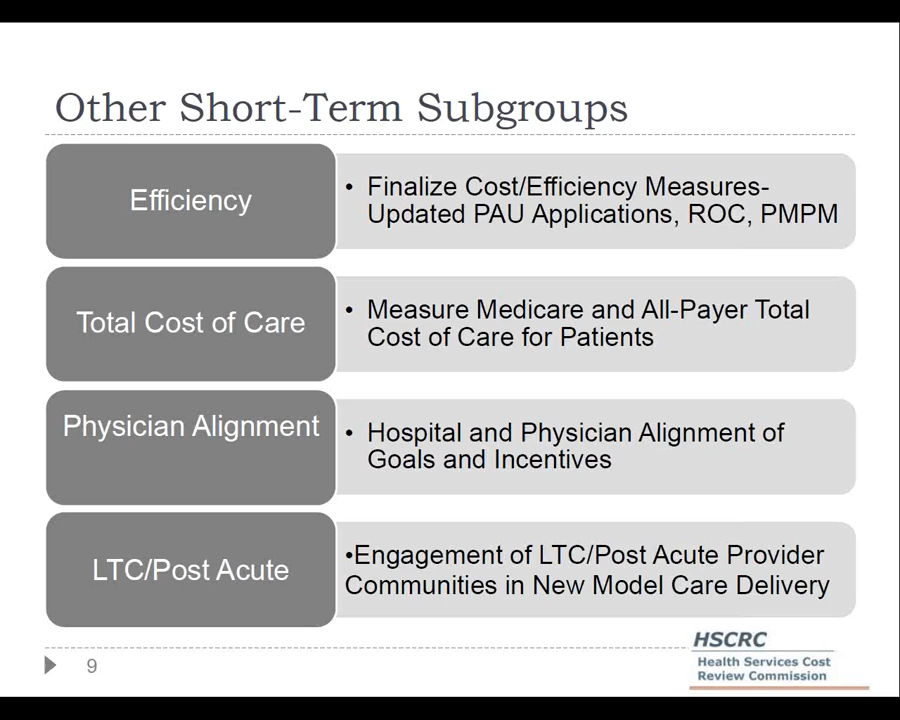 Other Short-Term Subgroups
Efficiency
• Finalize Cost/Efficiency Measures-
Updated PAU Applications, ROC, PMPM
Total Cost of Care
• Measure Medicare and All-Payer Total
Cost of Care for Patients
Physician Alignment
• Hospital and Physician Alignment of
Goals and Incentives
LTC/Post Acute
•Engagement of LTC/Post Acute Provider
Communities in New Model Care Delivery
9
HSCRC
Health Services Cost
Review Commission